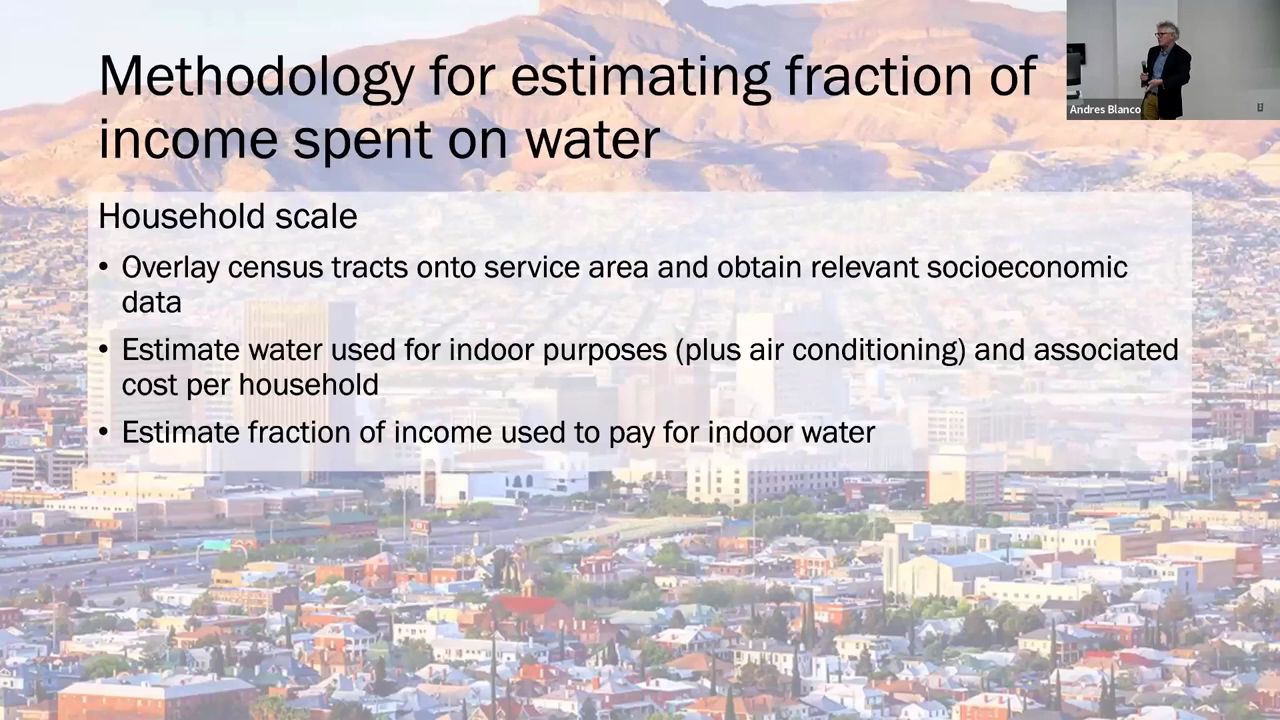 Methodology for estimating fraction of
income spent on water
Andres Blanco
Household scale
• Overlay census tracts onto service area and obtain relevant socioeconomic
data
• Estimate water used for indoor purposes (plus air conditioning) and associated
cost per household
• Estimate fraction of income used to pay for indoor water